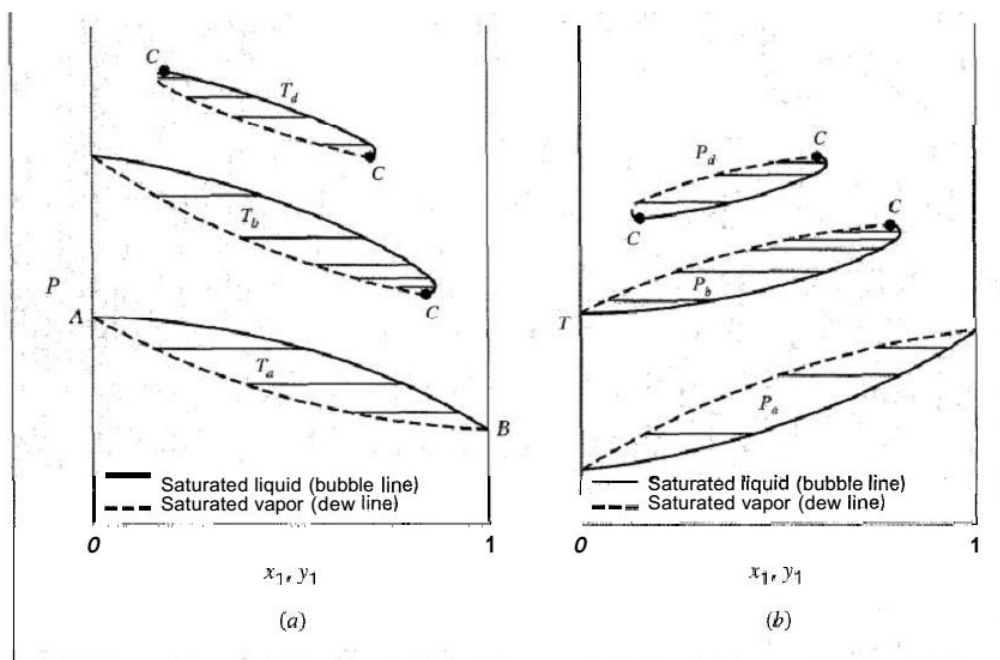 C
T_d
C
T_b
P
A
C
T_a
B
Saturated liquid (bubble line)
Saturated vapor (dew line)
0
1
x_1, y_1
(a)
C
P_d
C
C
P_b
T
P_a
Saturated liquid (bubble line)
Saturated vapor (dew line)
0
1
x_1, y_1
(b)